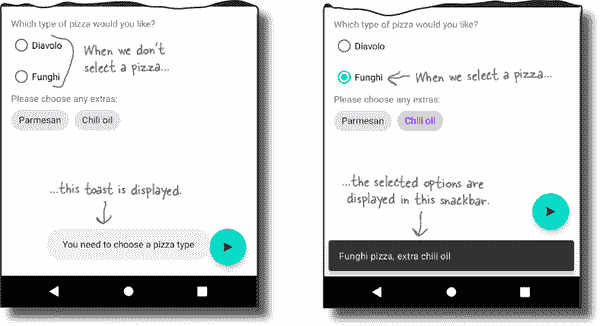 Which type of pizza would you like?
Diavolo
Funghi
When we don't
select a pizza...
Please choose any extras:
Parmesan
Chili oil
...this toast is displayed.
You need to choose a pizza type
Which type of pizza would you like?
Diavolo
Funghi
When we select a pizza...
Please choose any extras:
Parmesan
Chili oil
...the selected options are
displayed in this snackbar.
Funghi pizza, extra chili oil